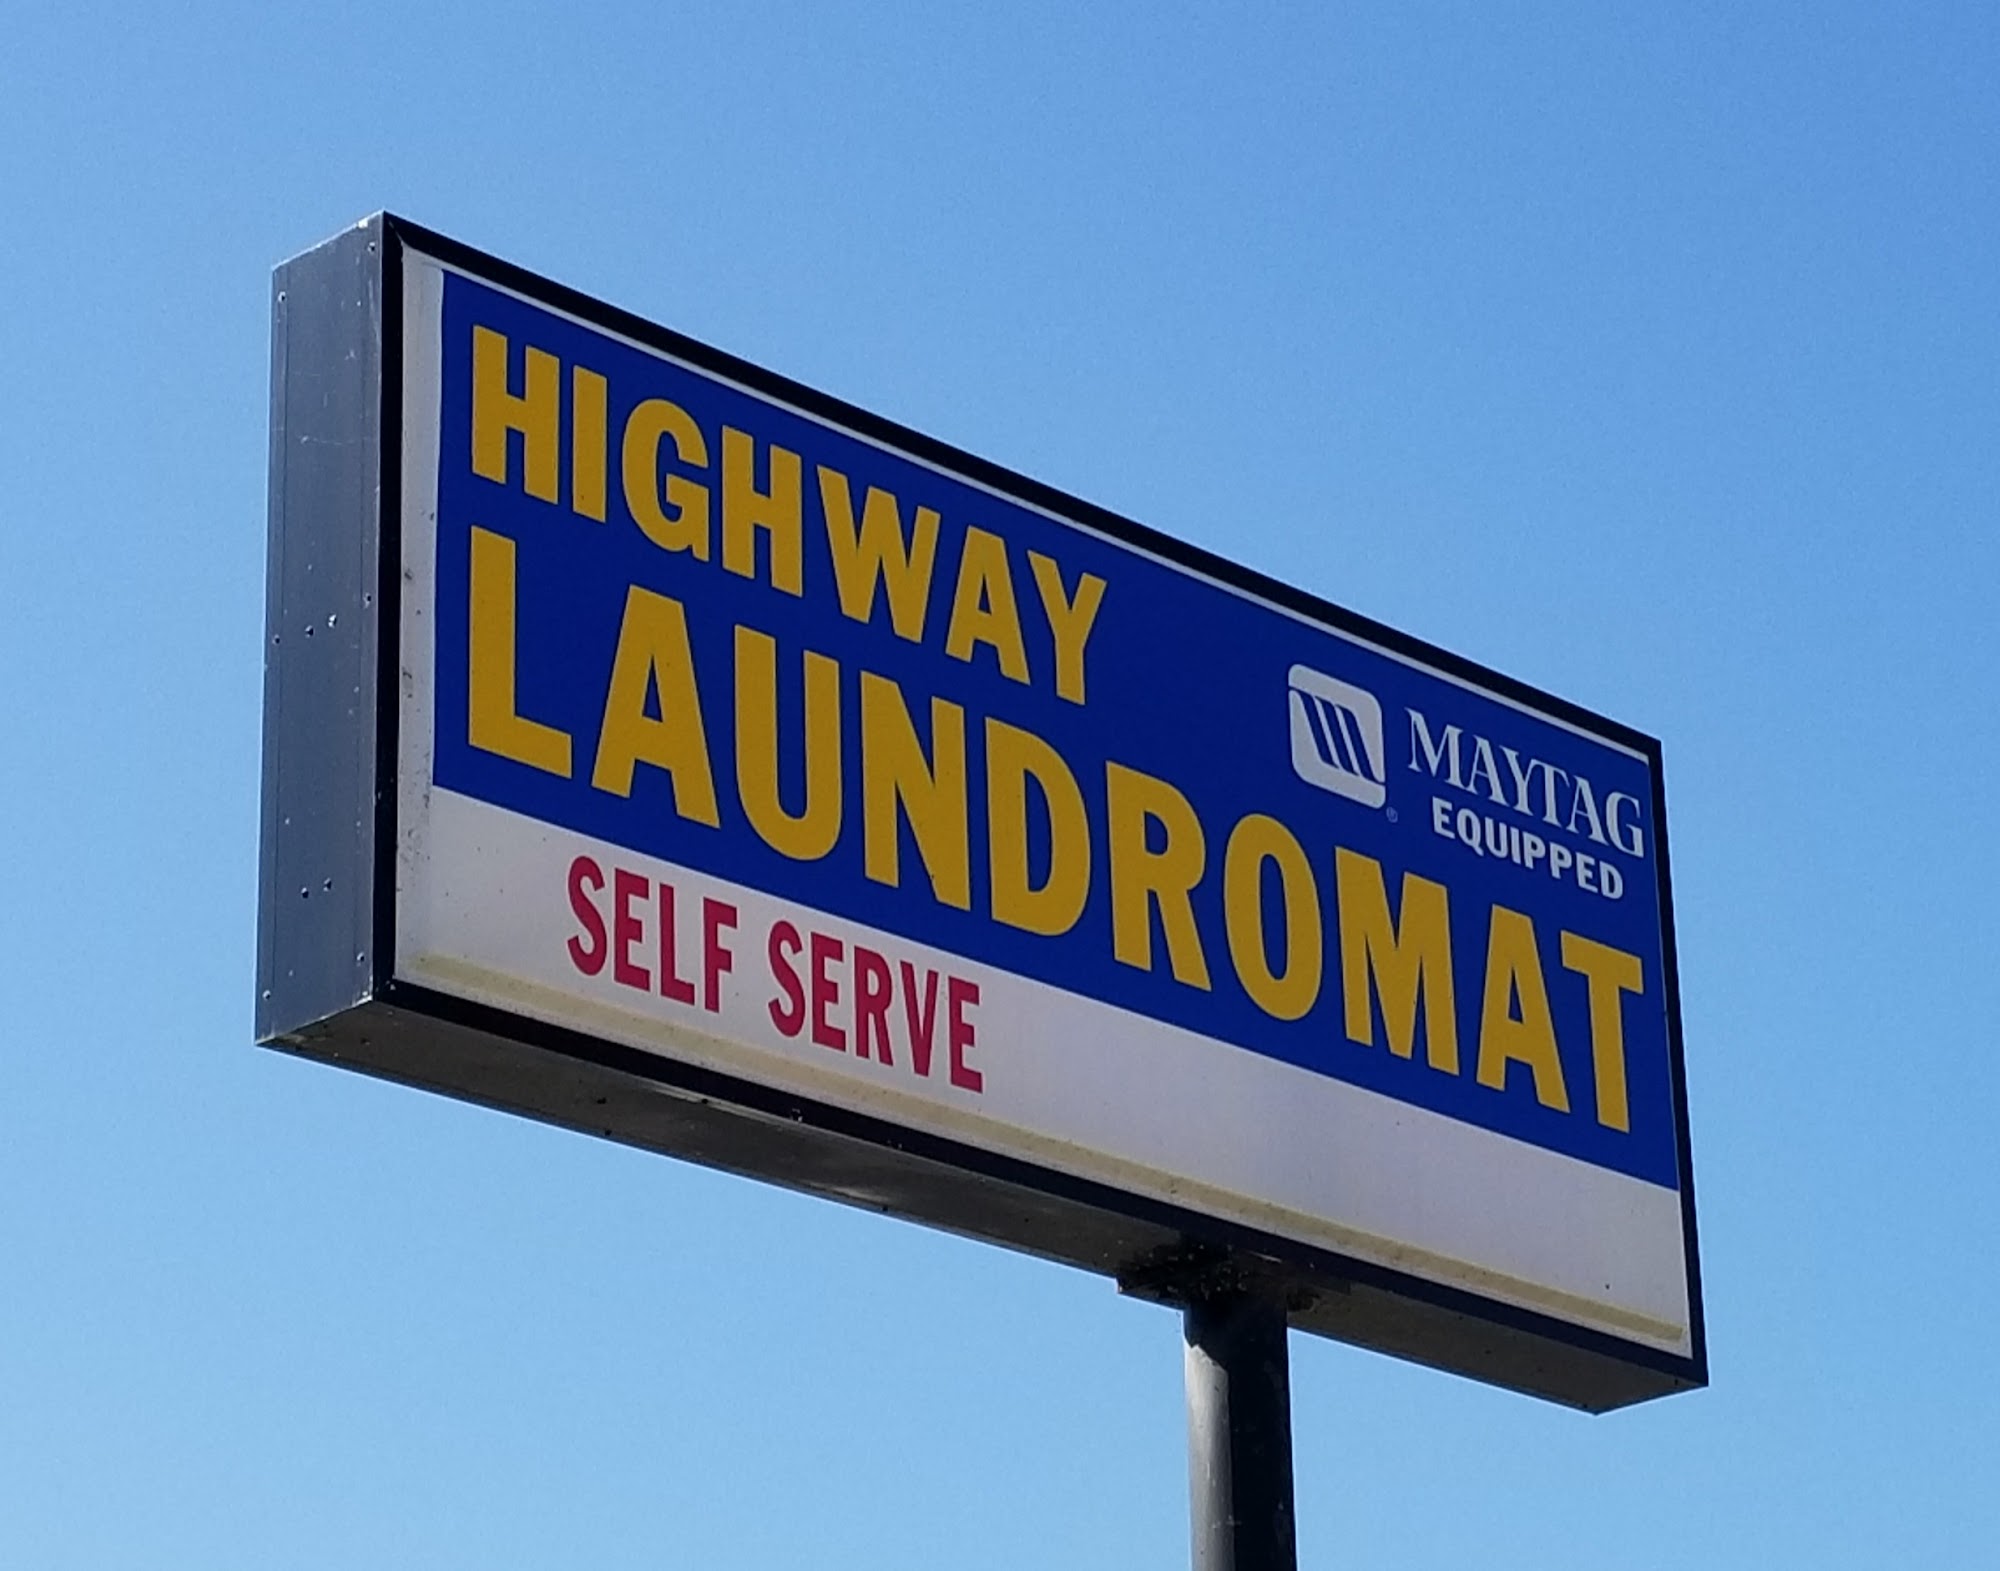 HIGHWAY
LAUNDROMAT
MAYTAG
®
EQUIPPED
SELF SERVE